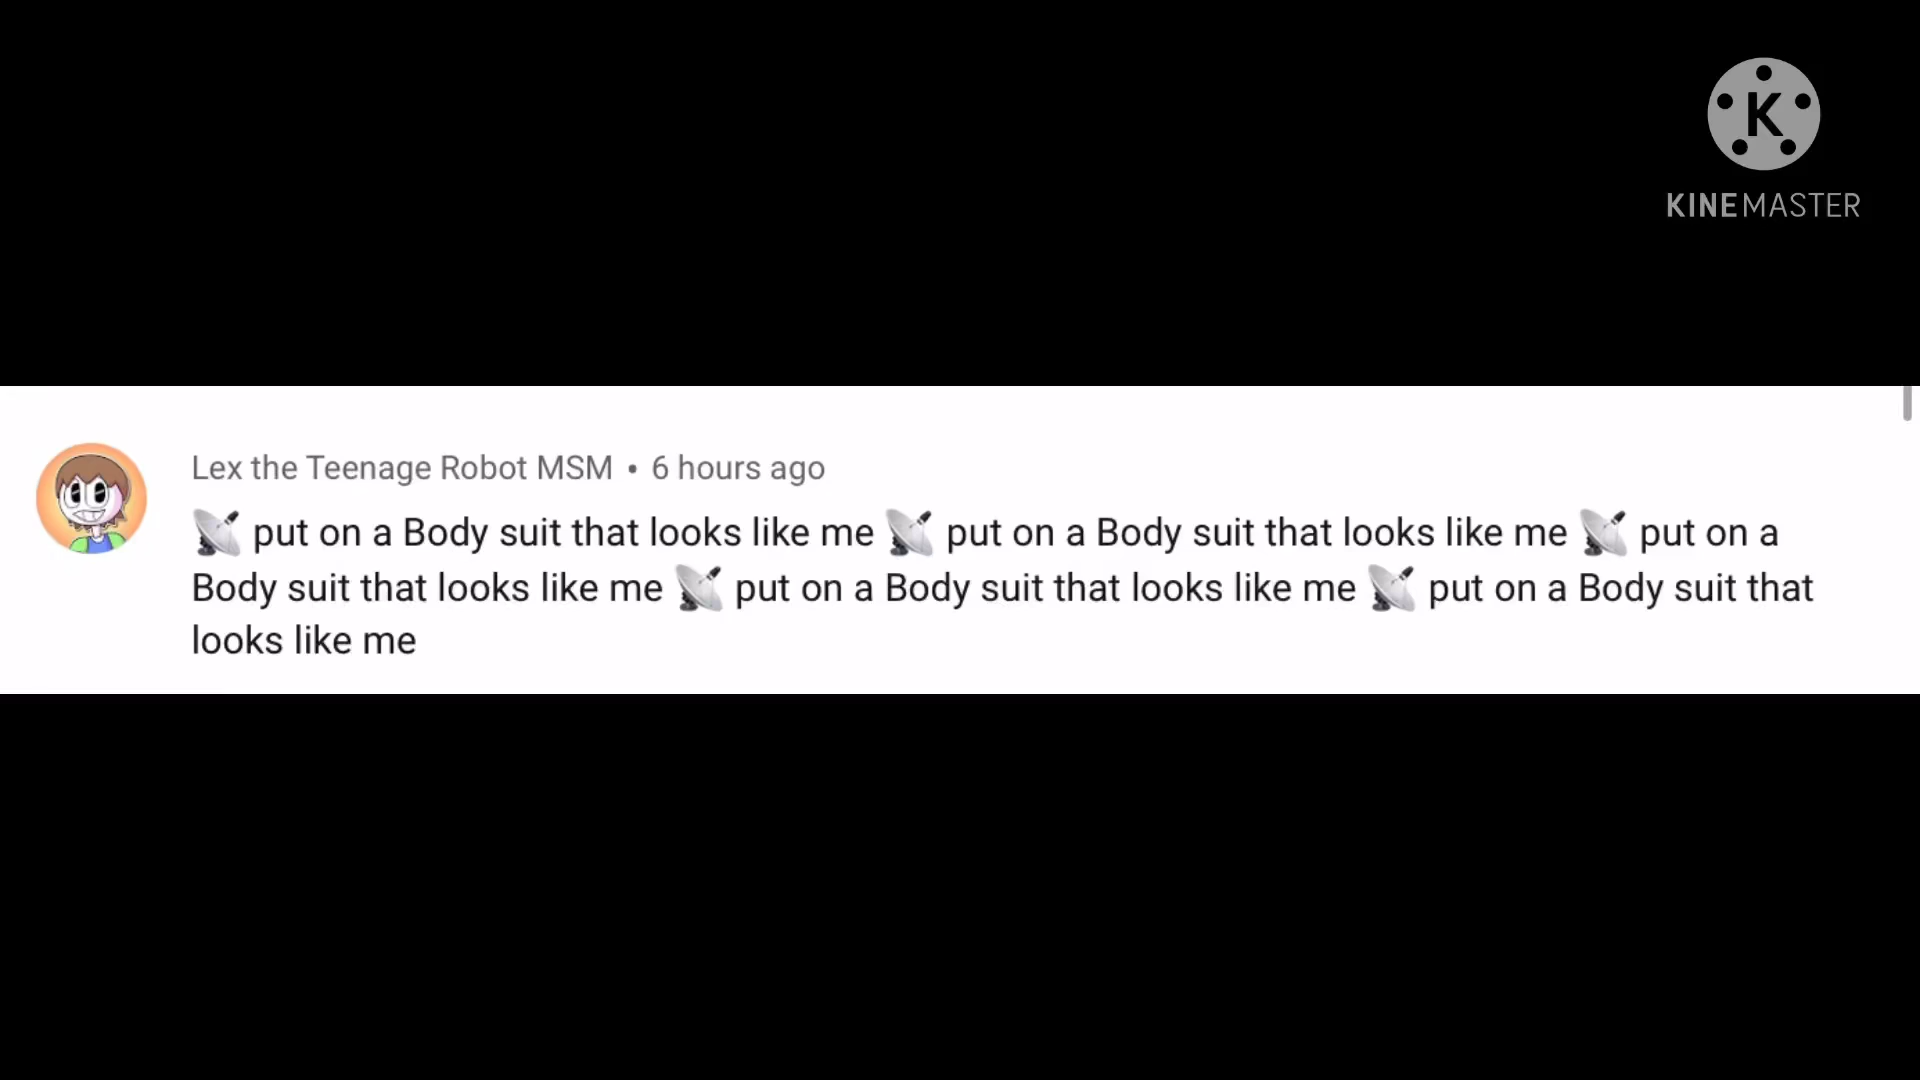 K
KINEMASTER
Lex the Teenage Robot MSM • 6 hours ago
📡 put on a Body suit that looks like me 📡 put on a Body suit that looks like me 📡 put on a
Body suit that looks like me 📡 put on a Body suit that looks like me 📡 put on a Body suit that
looks like me